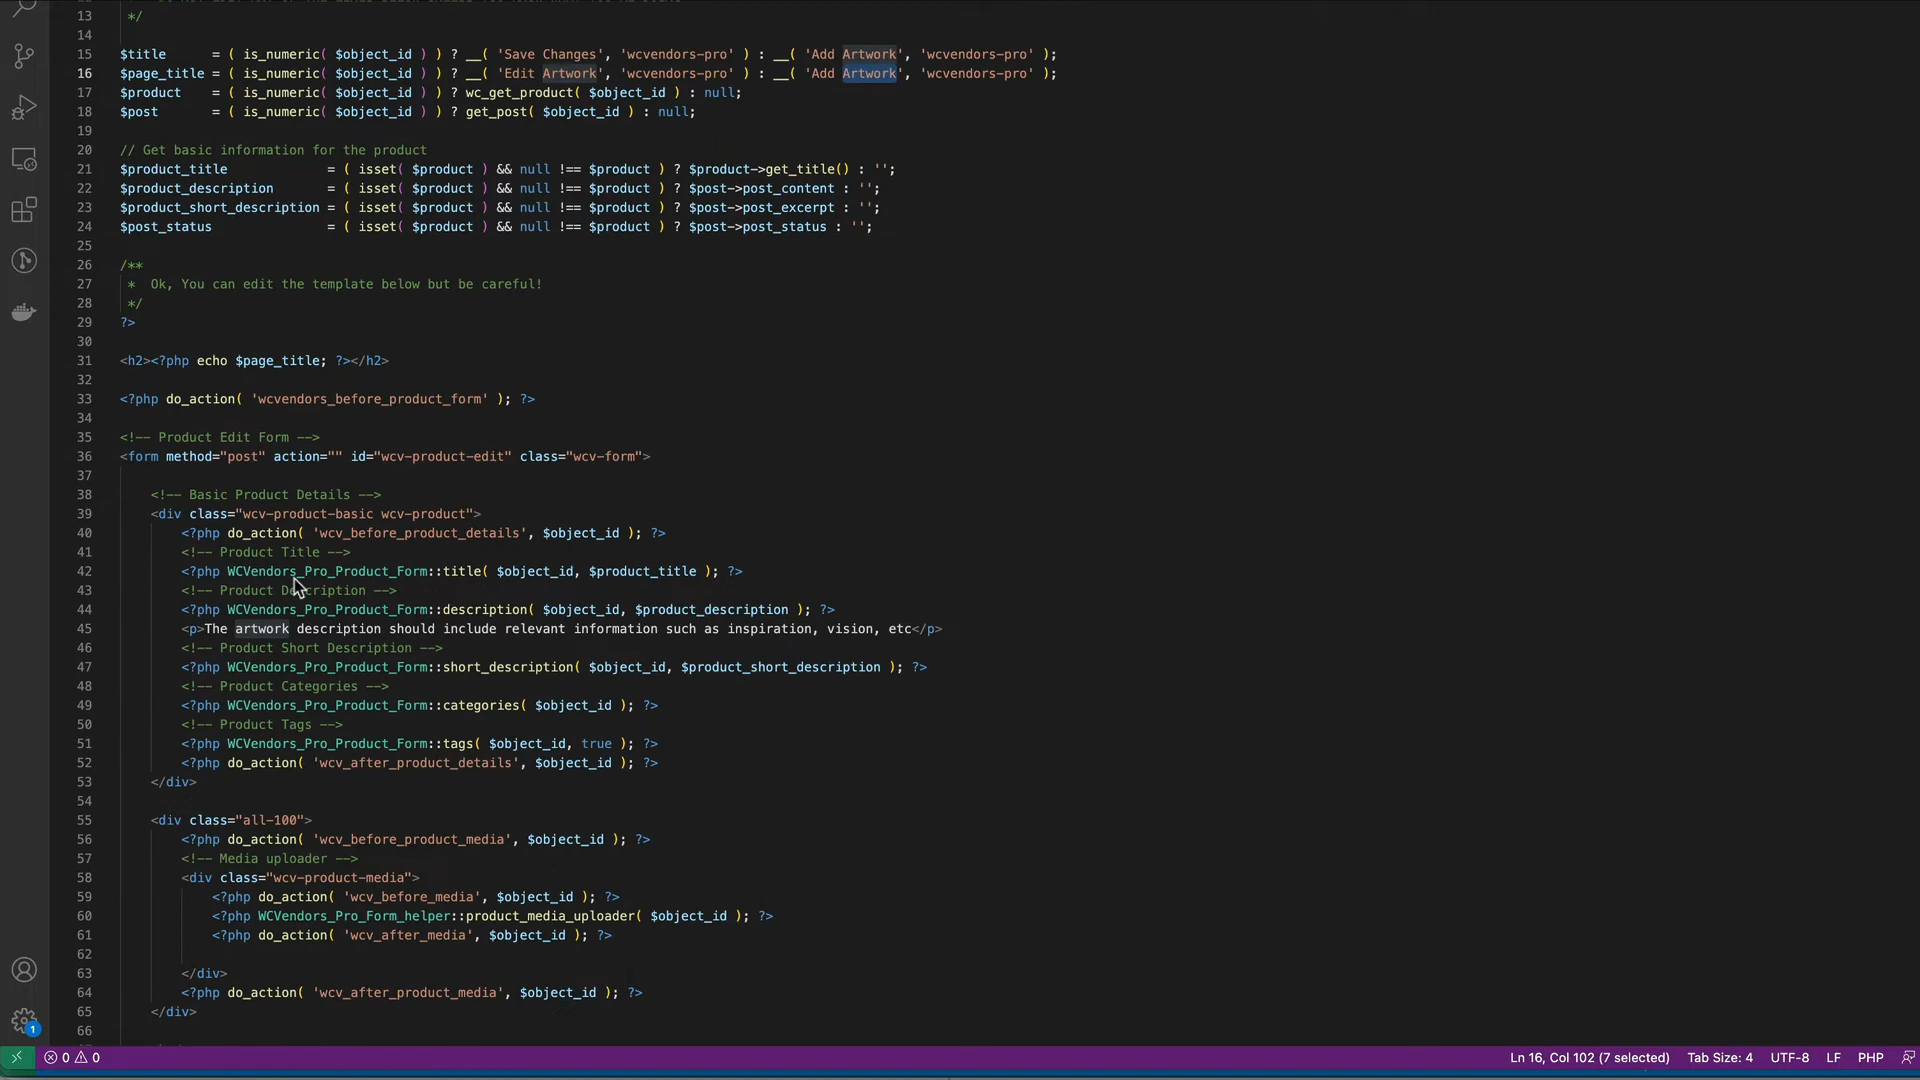 13 */
14
15 $title      = ( is_numeric( $object_id ) ) ? __( 'Save Changes', 'wcvendors-pro' ) : __( 'Add Artwork', 'wcvendors-pro' );
16 $page_title = ( is_numeric( $object_id ) ) ? __( 'Edit Artwork', 'wcvendors-pro' ) : __( 'Add Artwork', 'wcvendors-pro' );
17 $product    = ( is_numeric( $object_id ) ) ? wc_get_product( $object_id ) : null;
18 $post       = ( is_numeric( $object_id ) ) ? get_post( $object_id ) : null;
19
20 // Get basic information for the product
21 $product_title             = ( isset( $product ) && null !== $product ) ? $product->get_title() : '';
22 $product_description       = ( isset( $product ) && null !== $product ) ? $post->post_content : '';
23 $product_short_description = ( isset( $product ) && null !== $product ) ? $post->post_excerpt : '';
24 $post_status               = ( isset( $product ) && null !== $product ) ? $post->post_status : '';
25
26 /**
27  *  Ok, You can edit the template below but be careful!
28  */
29 ?>
30
31 <h2><?php echo $page_title; ?></h2>
32
33 <?php do_action( 'wcvendors_before_product_form' ); ?>
34
35 <!-- Product Edit Form -->
36 <form method="post" action="" id="wcv-product-edit" class="wcv-form">
37
38     <!-- Basic Product Details -->
39     <div class="wcv-product-basic wcv-product">
40         <?php do_action( 'wcv_before_product_details', $object_id ); ?>
41         <!-- Product Title -->
42         <?php WCVendors_Pro_Product_Form::title( $object_id, $product_title ); ?>
43         <!-- Product Description -->
44         <?php WCVendors_Pro_Product_Form::description( $object_id, $product_description ); ?>
45         <p>The artwork description should include relevant information such as inspiration, vision, etc</p>
46         <!-- Product Short Description -->
47         <?php WCVendors_Pro_Product_Form::short_description( $object_id, $product_short_description ); ?>
48         <!-- Product Categories -->
49         <?php WCVendors_Pro_Product_Form::categories( $object_id ); ?>
50         <!-- Product Tags -->
51         <?php WCVendors_Pro_Product_Form::tags( $object_id, true ); ?>
52         <?php do_action( 'wcv_after_product_details', $object_id ); ?>
53     </div>
54
55     <div class="all-100">
56         <?php do_action( 'wcv_before_product_media', $object_id ); ?>
57         <!-- Media uploader -->
58         <div class="wcv-product-media">
59             <?php do_action( 'wcv_before_media', $object_id ); ?>
60             <?php WCVendors_Pro_Form_helper::product_media_uploader( $object_id ); ?>
61             <?php do_action( 'wcv_after_media', $object_id ); ?>
62
63         </div>
64         <?php do_action( 'wcv_after_product_media', $object_id ); ?>
65     </div>
66
1
0 0 Ln 16, Col 102 (7 selected) Tab Size: 4 UTF-8 LF PHP